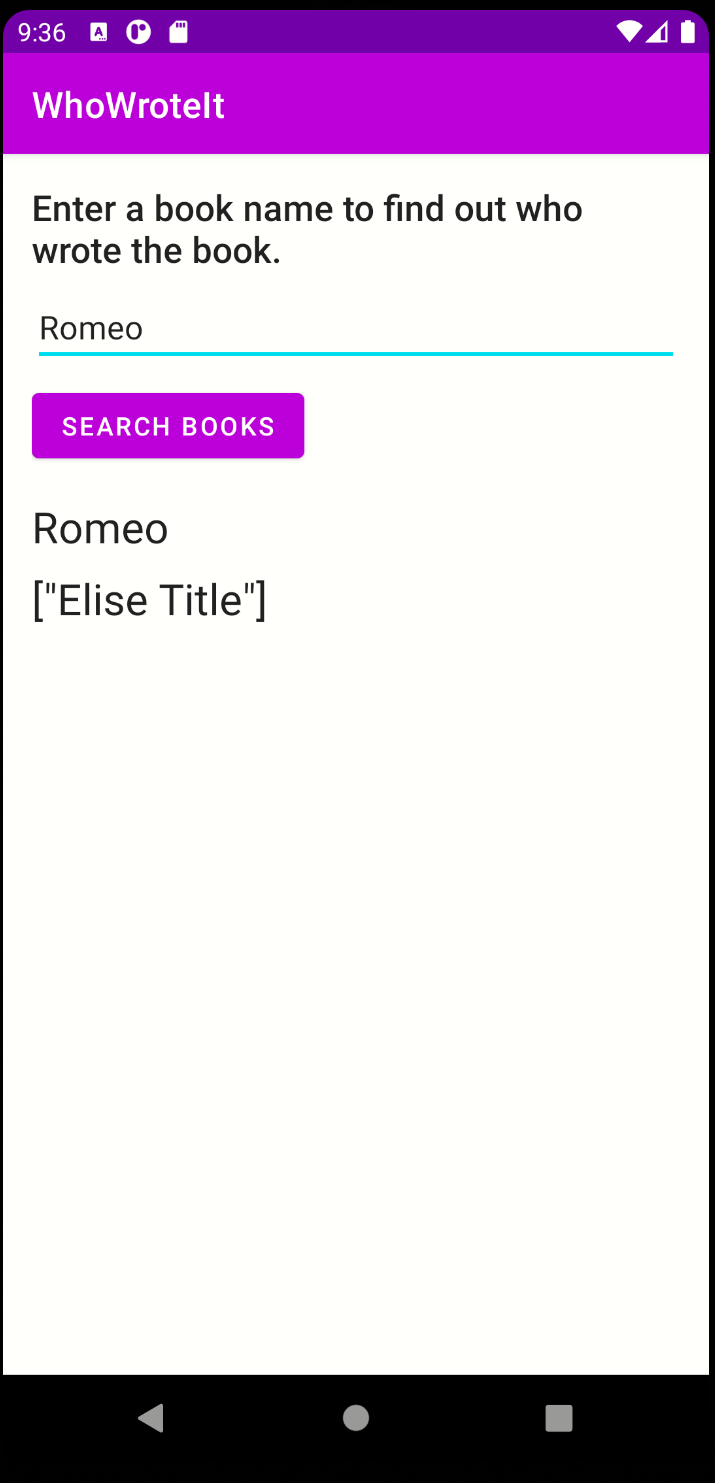 9:36
WhoWroteIt
Enter a book name to find out who
wrote the book.
Romeo
SEARCH BOOKS
Romeo
["Elise Title"]